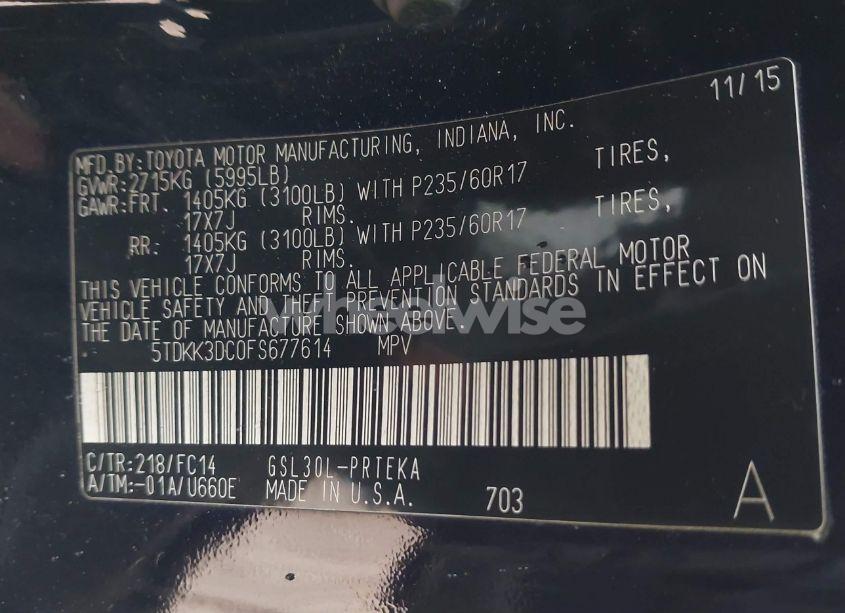 11/15
MFD.BY:TOYOTA MOTOR MANUFACTURING, INDIANA, INC.
GVWR:2715KG (5995LB)
GAWR:FRT. 1405KG (3100LB) WITH P235/60R17 TIRES,
17X7J RIMS.
RR: 1405KG (3100LB) WITH P235/60R17 TIRES,
17X7J RIMS.
THIS VEHICLE CONFORMS TO ALL APPLICABLE FEDERAL MOTOR
VEHICLE SAFETY AND THEFT PREVENTION STANDARDS IN EFFECT ON
THE DATE OF MANUFACTURE SHOWN ABOVE.
wheelwise
5TDKK3DC0FS677614 MPV
C/TR:218/FC14 GSL30L-PRTEKA
A/TM:-01A/U660E MADE IN U.S.A. 703 A